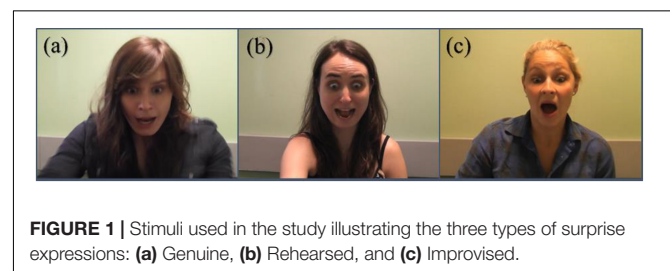 (a) (b) (c)
FIGURE 1 | Stimuli used in the study illustrating the three types of surprise
expressions: (a) Genuine, (b) Rehearsed, and (c) Improvised.